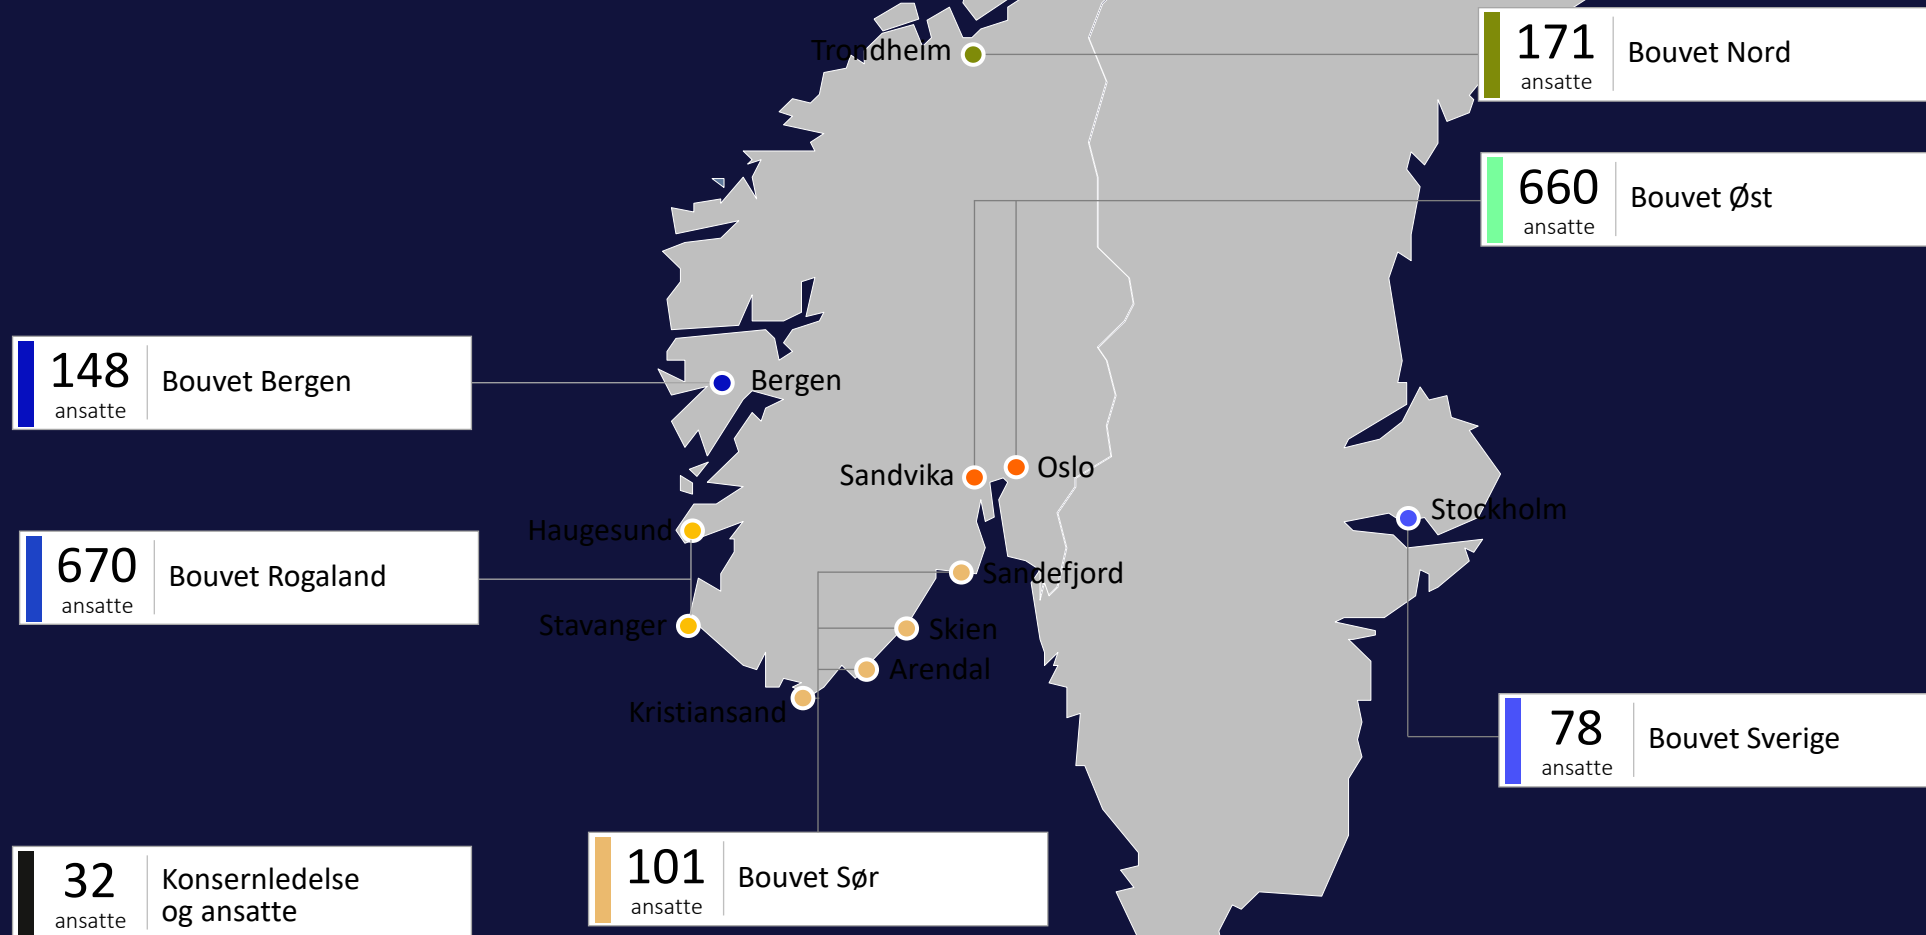 Trondheim
171
ansatte
Bouvet Nord
660
ansatte
Bouvet Øst
148
ansatte
Bouvet Bergen
Bergen
Sandvika
Oslo
Stockholm
Haugesund
670
ansatte
Bouvet Rogaland
Sandefjord
Stavanger
Skien
Arendal
Kristiansand
78
ansatte
Bouvet Sverige
101
ansatte
Bouvet Sør
32
ansatte
Konsernledelse
og ansatte